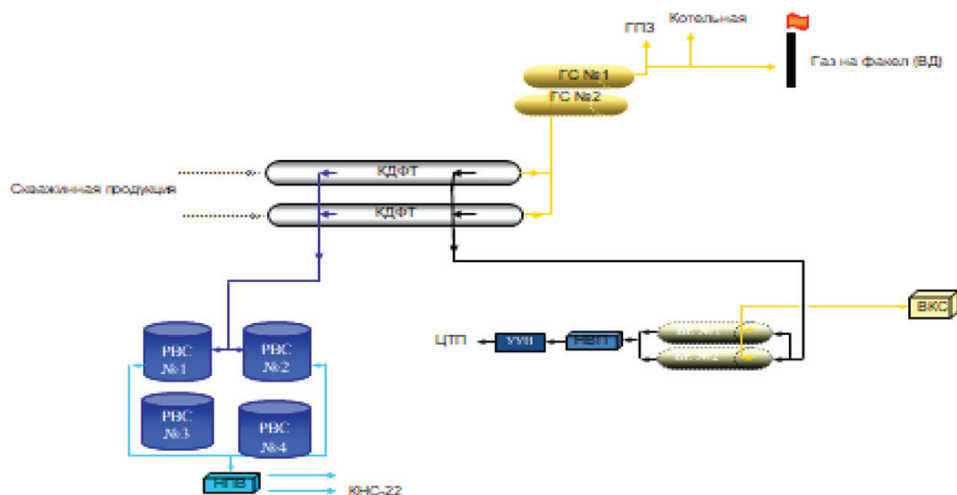 Котельная
ГПЗ
Газ на факел (ВД)
ГС №1
ГС №2
КДФТ
Скважинная продукция
КДФТ
ВКС
ЦТП
УУН
НВП
РВС
№1
РВС
№2
РВС
№3
РВС
№4
НПВ
КНС-22